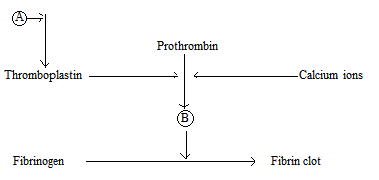 A
Prothrombin
Thromboplastin
Calcium ions
B
Fibrinogen
Fibrin clot